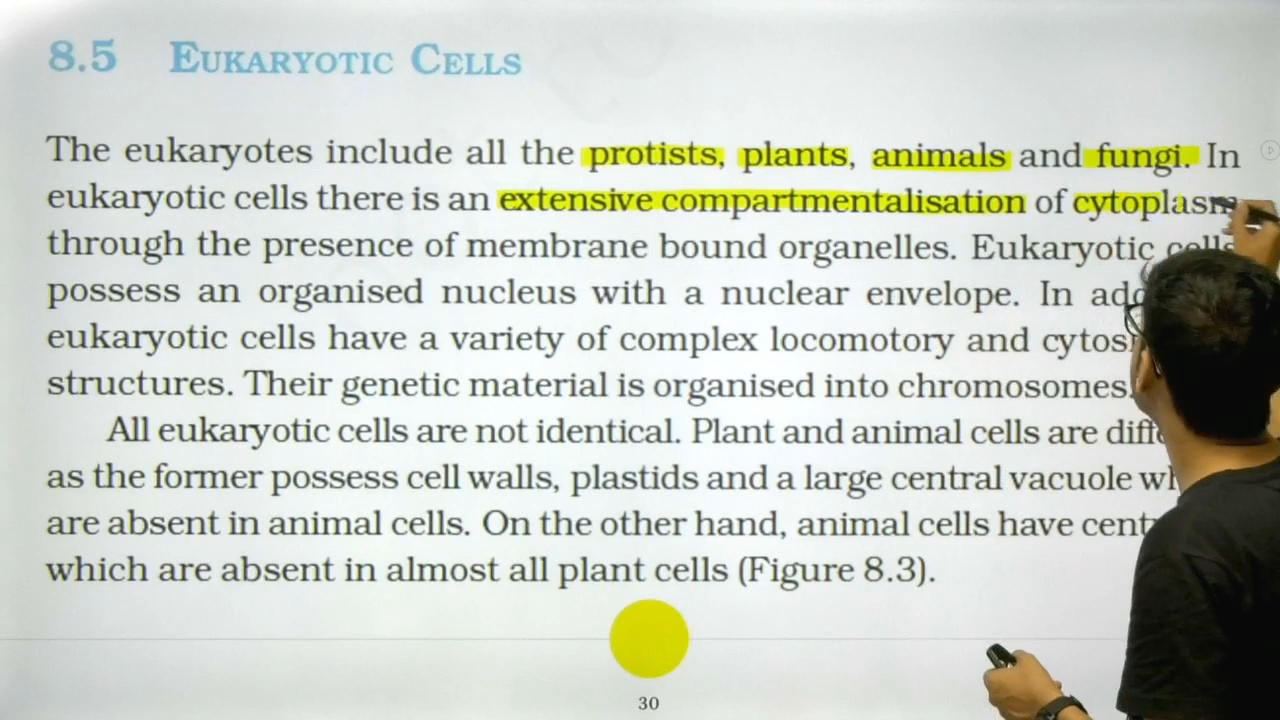 8.5 EUKARYOTIC CELLS
The eukaryotes include all the protists, plants, animals and fungi. In
eukaryotic cells there is an extensive compartmentalisation of cytoplasm
through the presence of membrane bound organelles. Eukaryotic cells
possess an organised nucleus with a nuclear envelope. In
eukaryotic cells have a variety of complex locomotory and
structures. Their genetic material is organised into chromosomes.
All eukaryotic cells are not identical. Plant and animal cells are
as the former possess cell walls, plastids and a large central vacuole
are absent in animal cells. On the other hand, animal cells have
which are absent in almost all plant cells (Figure 8.3).
30